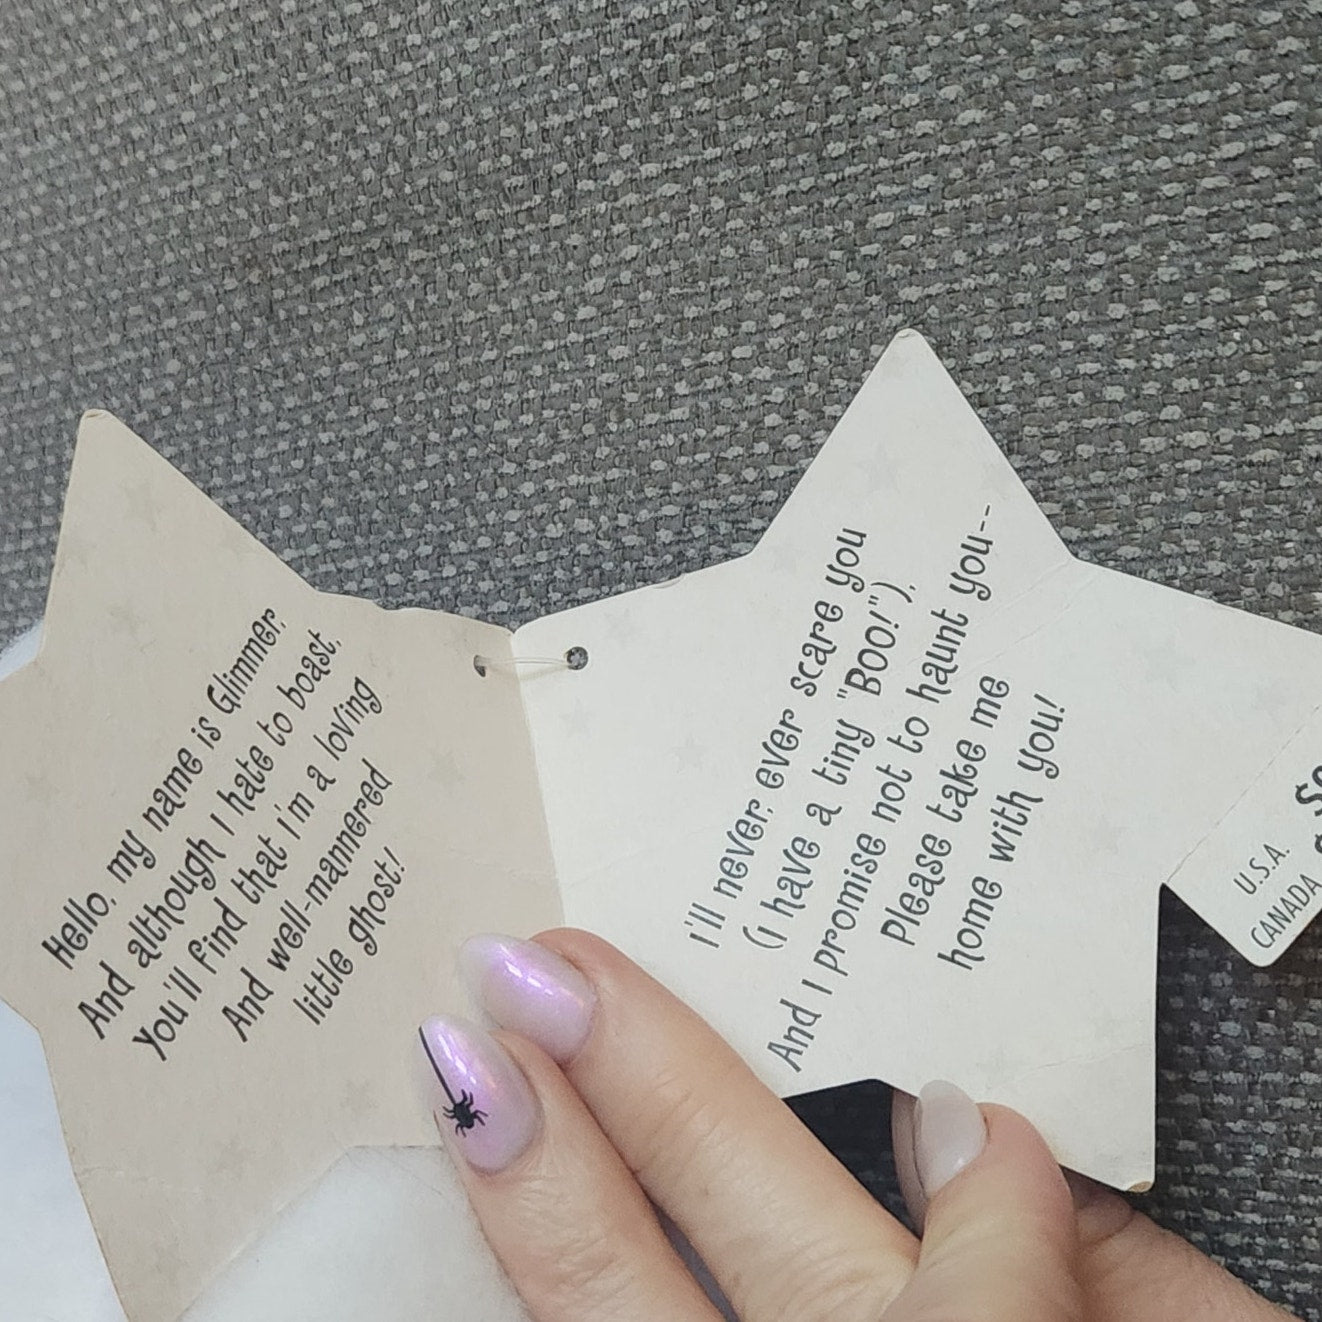 Hello, my name is Glimmer,
And although I hate to boast,
You'll find that i'm a loving
And well-mannered
little ghost!
I'll never, ever scare you
(i have a tiny "BOO!"),
And I promise not to haunt you--
Please take me
home with you!
U.S.A.
CANADA